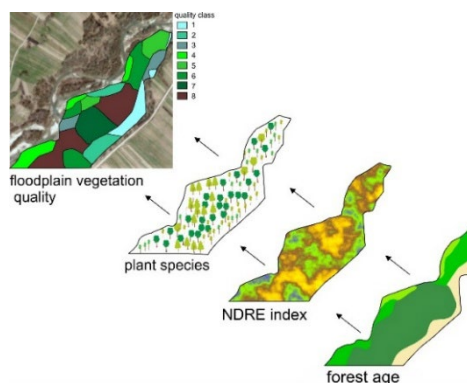 quality class
1
2
3
4
5
6
7
8
floodplain vegetation
quality
plant species
NDRE index
forest age